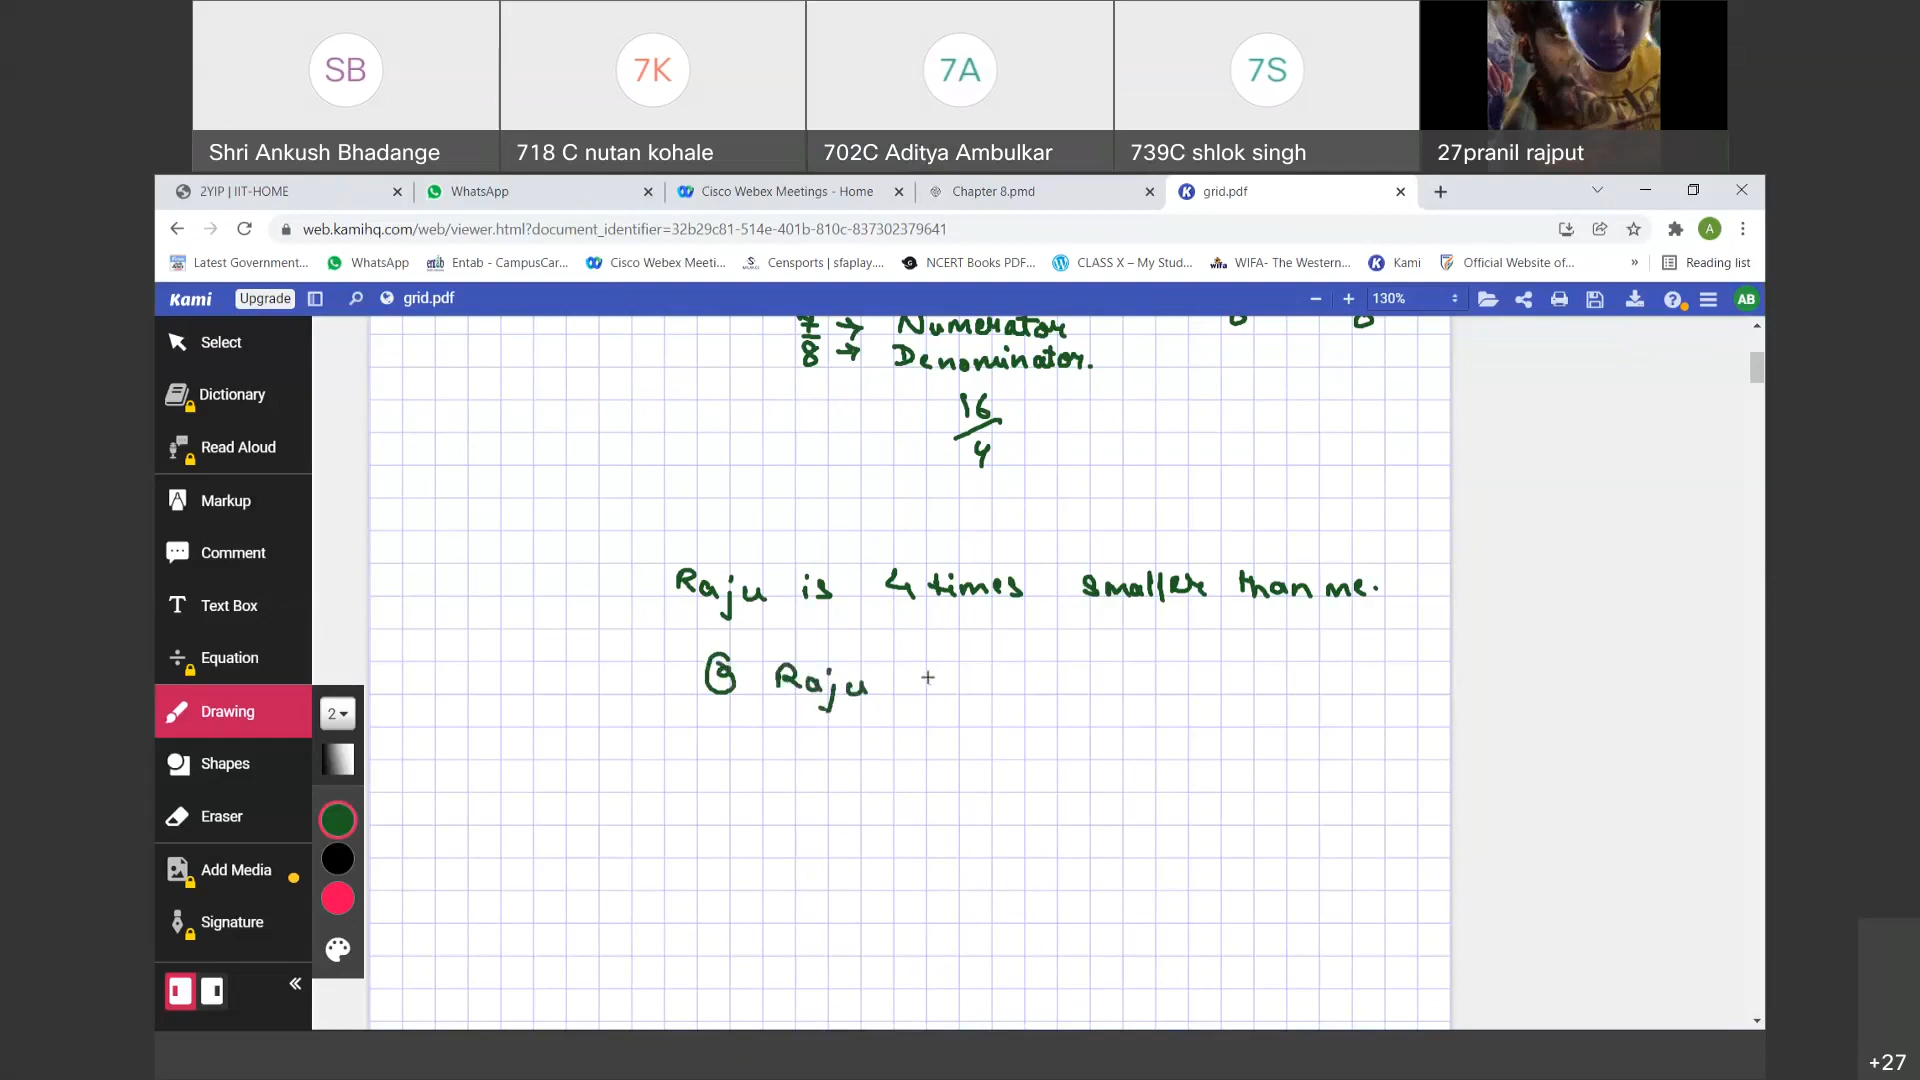 SB
7K
7A
7S
Shri Ankush Bhadange
718 C nutan kohale
702C Aditya Ambulkar
739C shlok singh
27pranil rajput
2YIP | IIT-HOME
WhatsApp
Cisco Webex Meetings - Home
Chapter 8.pmd
grid.pdf
web.kamihq.com/web/viewer.html?document_identifier=32b29c81-514e-401b-810c-837302379641
A
Latest Government...
WhatsApp
Entab - CampusCar...
Cisco Webex Meeti...
Censports | sfaplay....
NCERT Books PDF...
CLASS X – My Stud...
WIFA- The Western...
Kami
Official Website of...
»
Reading list
Kami
Upgrade
grid.pdf
130%
AB
7 → Numerator
8 → Denominator.
16
4
Raju is 4 times smaller than me.
Raju
Select
Dictionary
Read Aloud
Markup
Comment
Text Box
Equation
Drawing
2
Shapes
Eraser
Add Media
Signature
+27